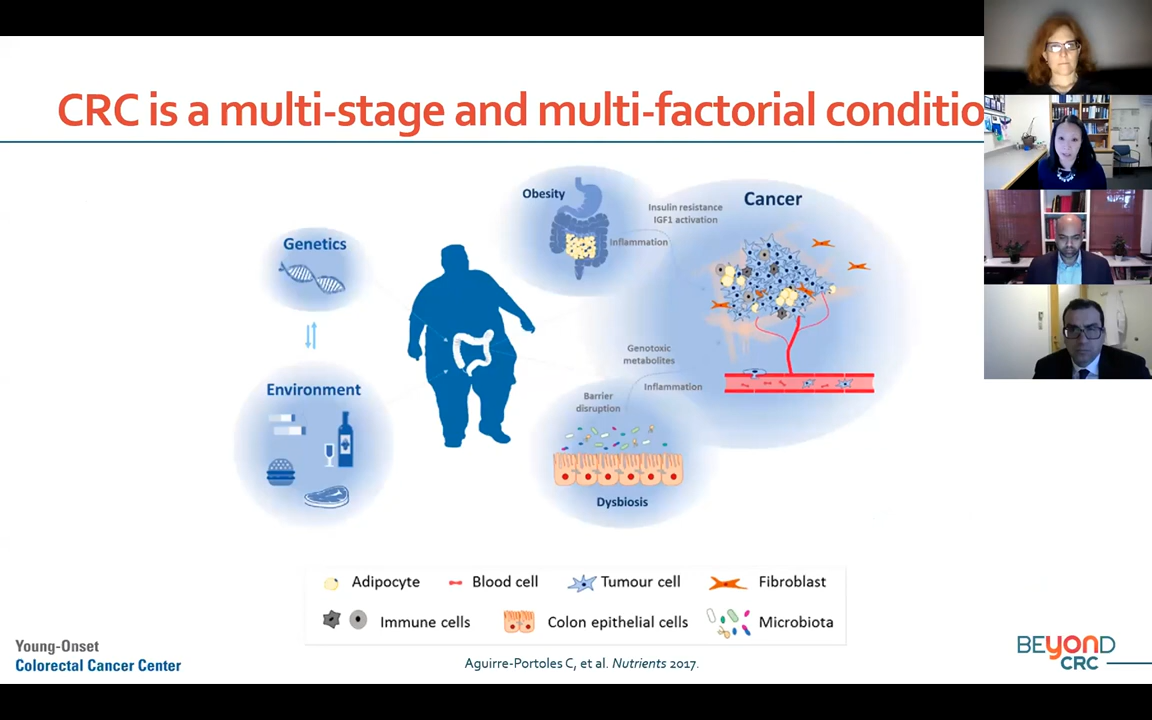 CRC is a multi-stage and multi-factorial conditio
Obesity
Insulin resistance
IGF1 activation
Inflammation
Cancer
Genetics
Environment
Genotoxic
metabolites
Inflammation
Barrier
disruption
Dysbiosis
Adipocyte
Blood cell
Tumour cell
Fibroblast
Immune cells
Colon epithelial cells
Microbiota
Young-Onset
Colorectal Cancer Center
Aguirre-Portoles C, et al. Nutrients 2017.
BEYOND
CRC